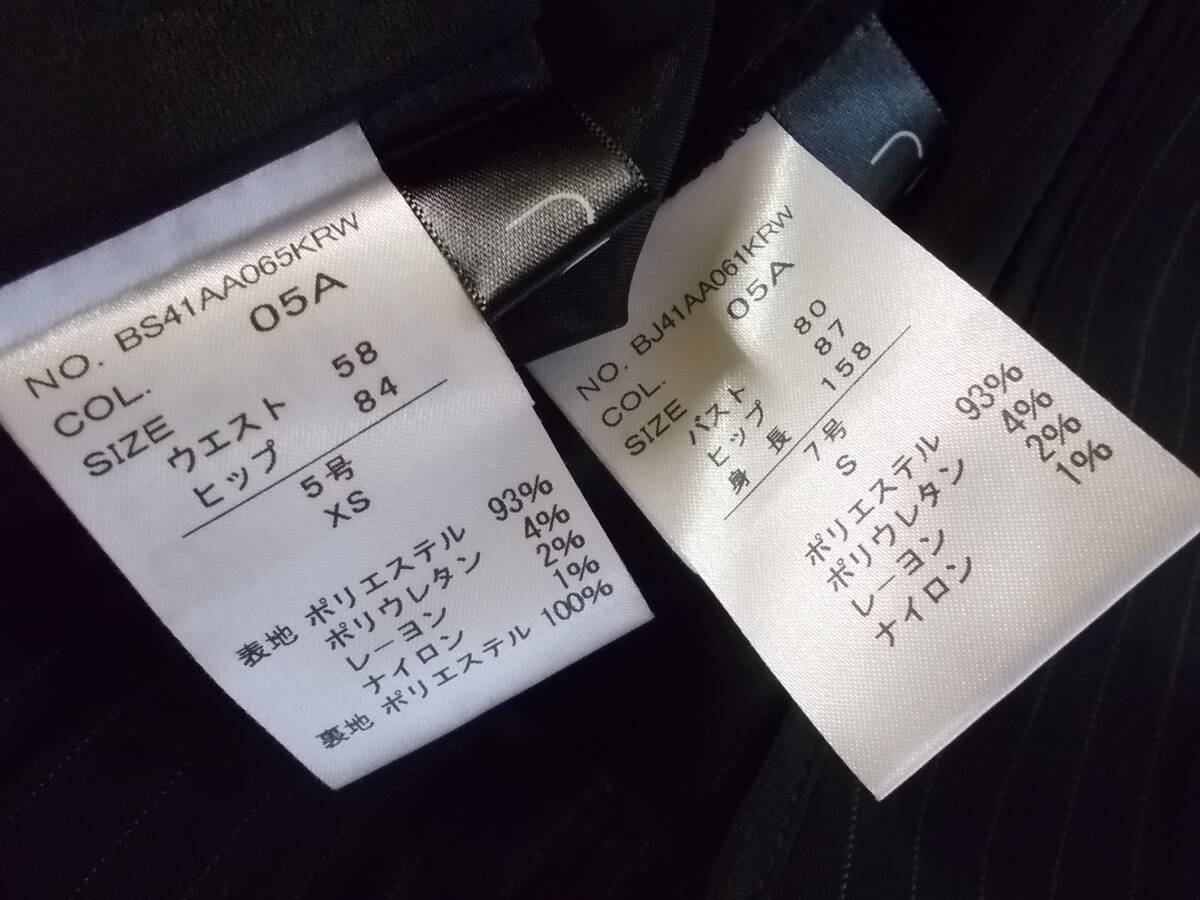 NO. BS41AA065KRW
COL. 05A
SIZE
ウエスト 58
ヒップ 84
5号
XS
表地 ポリエステル 93%
ポリウレタン 4%
レーヨン 2%
ナイロン 1%
裏地 ポリエステル 100%
NO. BJ41AA061KRW
COL. 05A
SIZE
バスト 80
ヒップ 87
身長 158
7号
S
ポリエステル 93%
ポリウレタン 4%
レーヨン 2%
ナイロン 1%